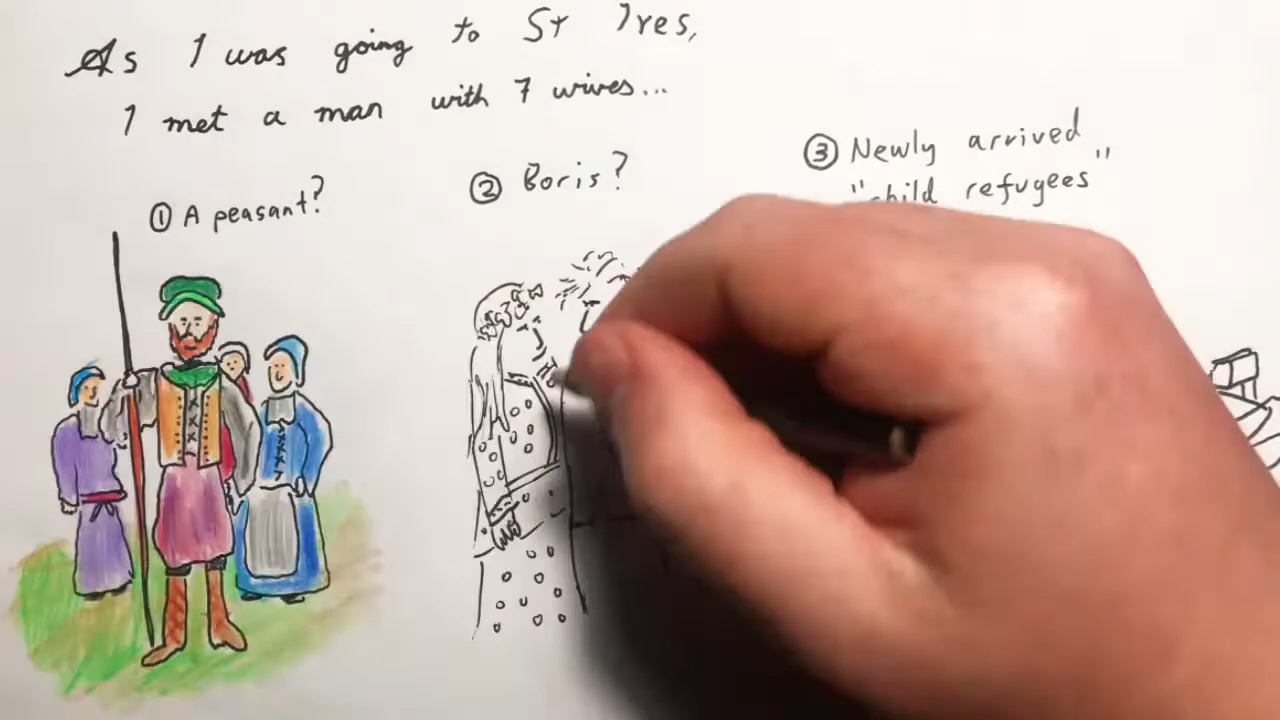 As I was going to St Ives,
I met a man with 7 wives...
① A peasant?
② Boris?
③ Newly arrived
"child refugees"